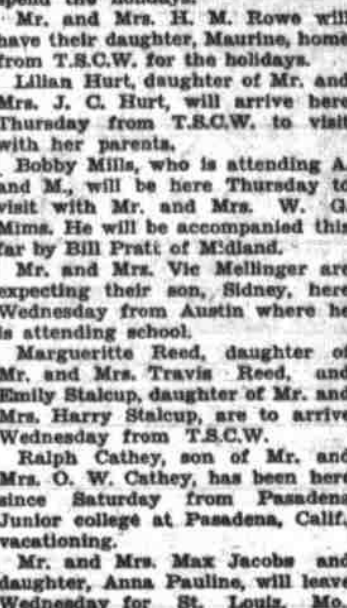 spend the holidays.
Mr. and Mrs. H. M. Rowe will
have their daughter, Maurine, home
from T.S.C.W. for the holidays.
Lilian Hurt, daughter of Mr. and
Mrs. J. C. Hurt, will arrive here
Thursday from T.S.C.W. to visit
with her parents.
Bobby Mills, who is attending A.
and M., will be here Thursday to
visit with Mr. and Mrs. W. G.
Mims. He will be accompanied this
far by Bill Pratt of Midland.
Mr. and Mrs. Vic Mellinger are
expecting their son, Sidney, here
Wednesday from Austin where he
is attending school.
Margueritte Reed, daughter of
Mr. and Mrs. Travis Reed, and
Emily Stalcup, daughter of Mr. and
Mrs. Harry Stalcup, are to arrive
Wednesday from T.S.C.W.
Ralph Cathey, son of Mr. and
Mrs. O. W. Cathey, has been here
since Saturday from Pasadena
Junior college at Pasadena, Calif.
vacationing.
Mr. and Mrs. Max Jacobs and
daughter, Anna Pauline, will leave
Wednesday for St. Louis, Mo.